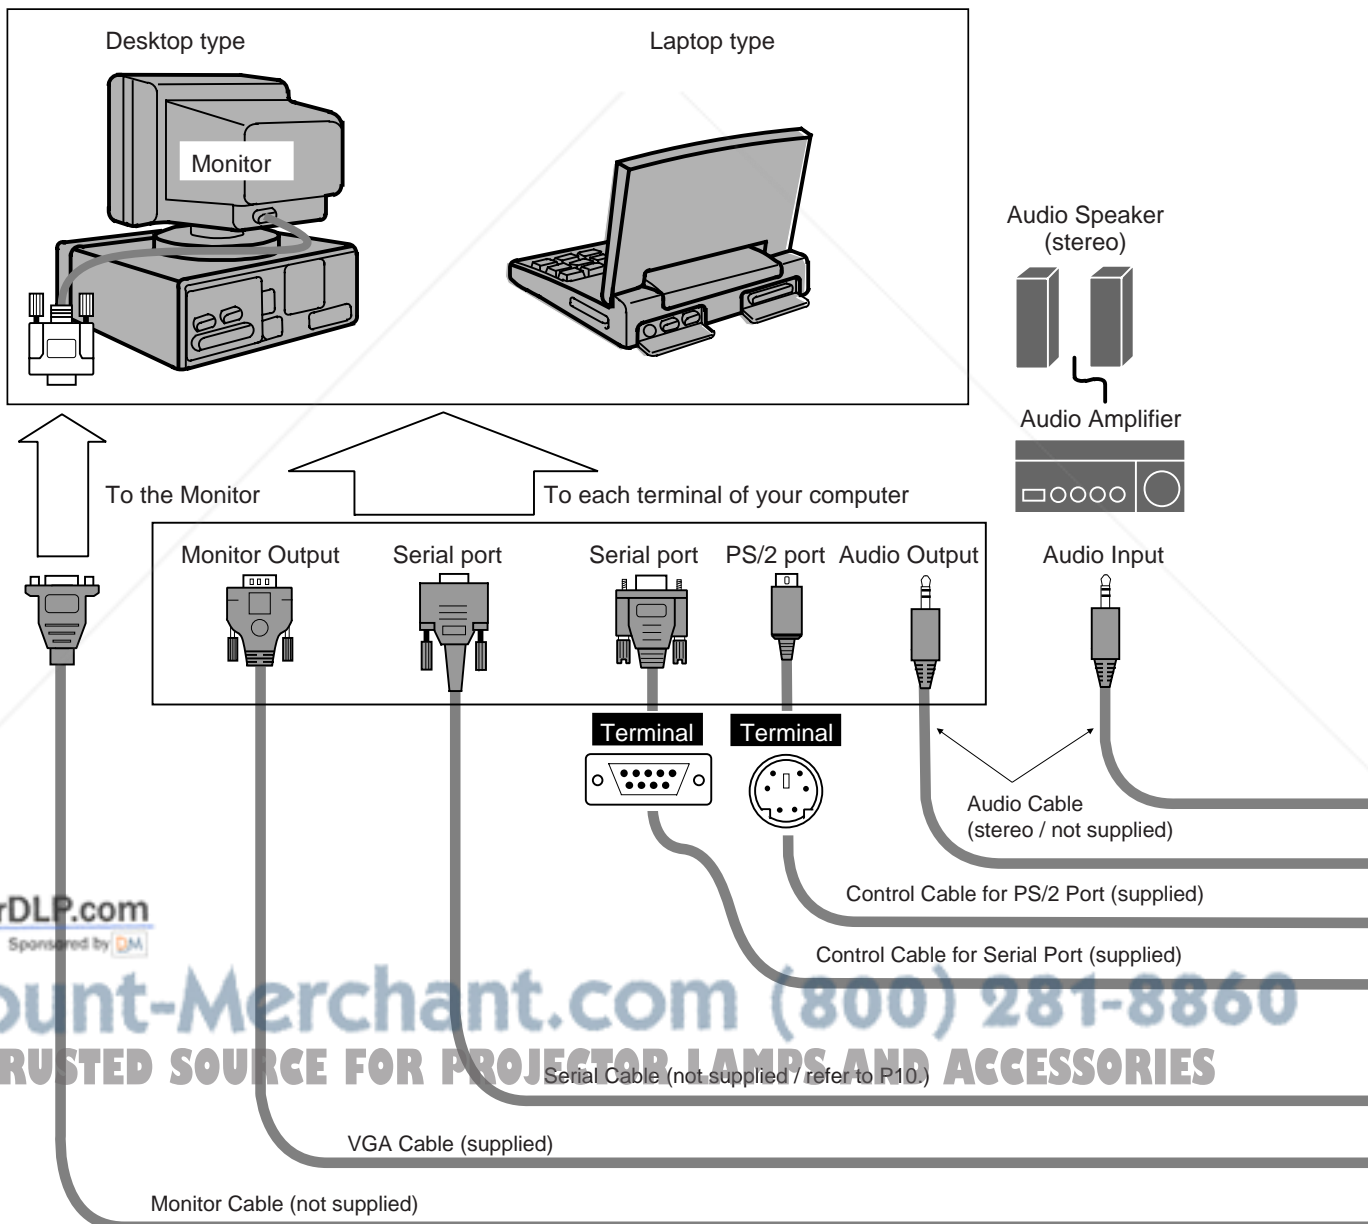 Desktop type
Laptop type
Monitor
Audio Speaker
(stereo)
Audio Amplifier
To the Monitor
To each terminal of your computer
Monitor Output
Serial port
Serial port
PS/2 port
Audio Output
Audio Input
Terminal
Terminal
Audio Cable
(stereo / not supplied)
Control Cable for PS/2 Port (supplied)
rDLP.com
Sponsored by DM
Control Cable for Serial Port (supplied)
ount-Merchant.com (800) 281-8860
RUSTED SOURCE FOR PROJECTOR LAMPS AND ACCESSORIES
Serial Cable (not supplied / refer to P10.)
VGA Cable (supplied)
Monitor Cable (not supplied)